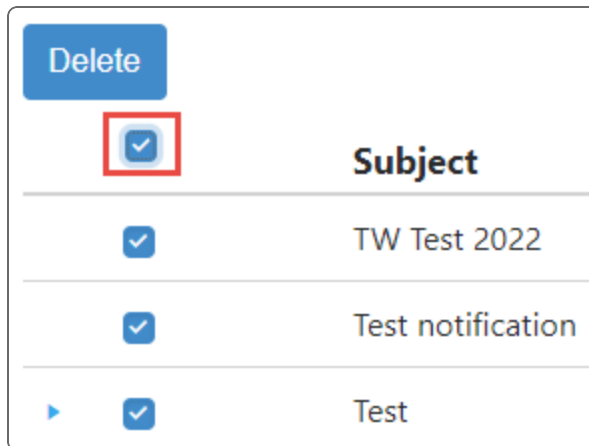 Delete
Subject
TW Test 2022
Test notification
Test